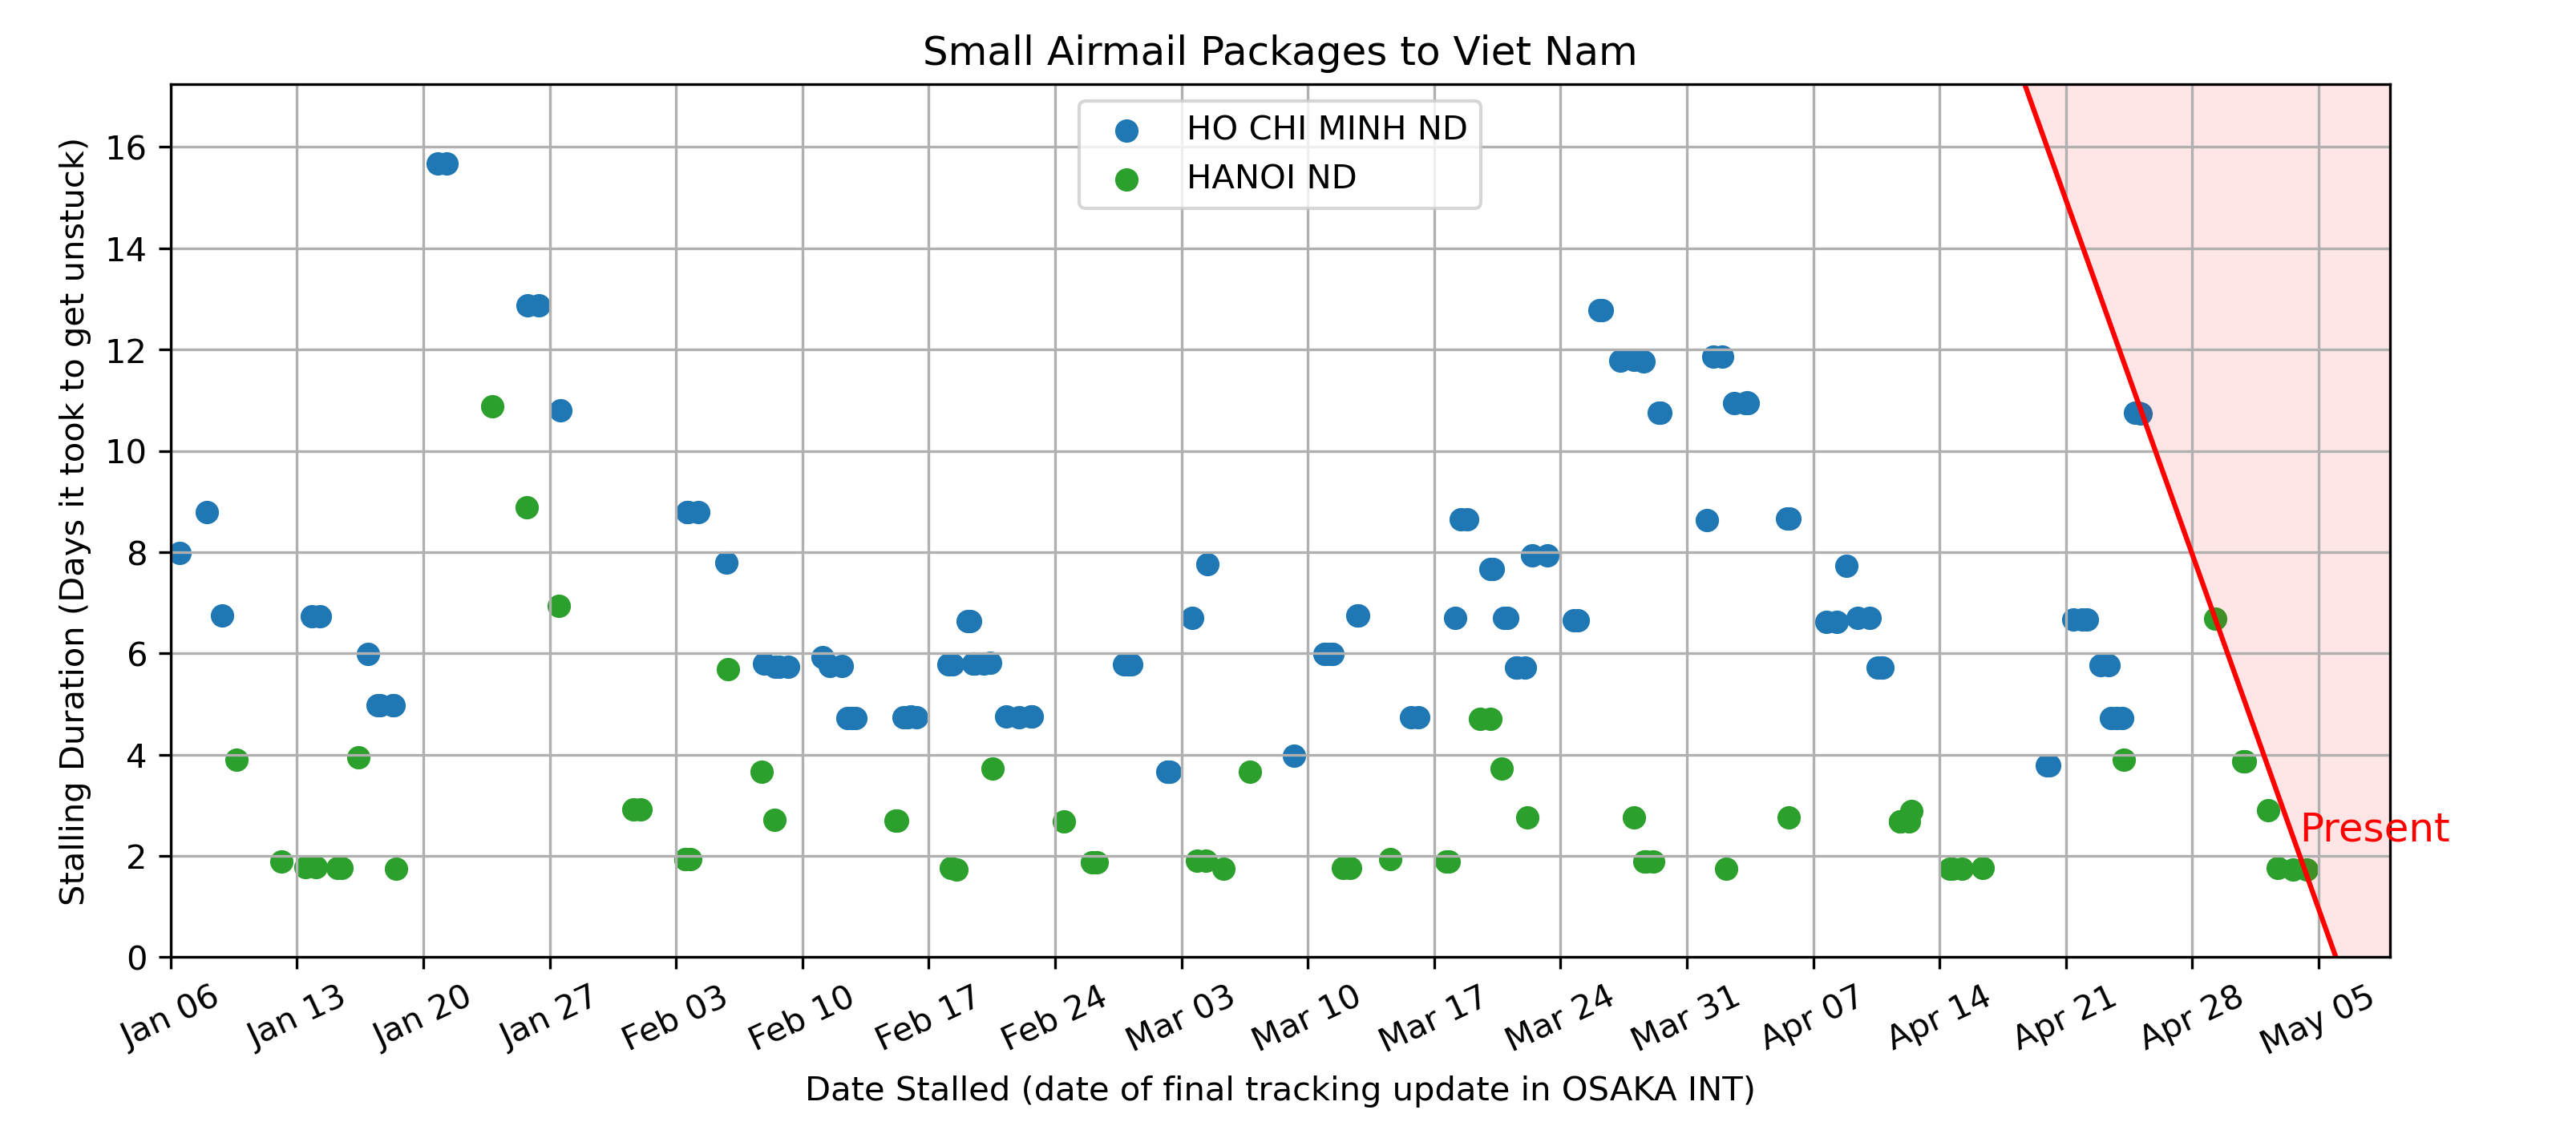 Small Airmail Packages to Viet Nam
HO CHI MINH ND
HANOI ND
Stalling Duration (Days it took to get unstuck)
16
14
12
10
8
6
4
2
0
Present
Jan 06
Jan 13
Jan 20
Jan 27
Feb 03
Feb 10
Feb 17
Feb 24
Mar 03
Mar 10
Mar 17
Mar 24
Mar 31
Apr 07
Apr 14
Apr 21
Apr 28
May 05
Date Stalled (date of final tracking update in OSAKA INT)